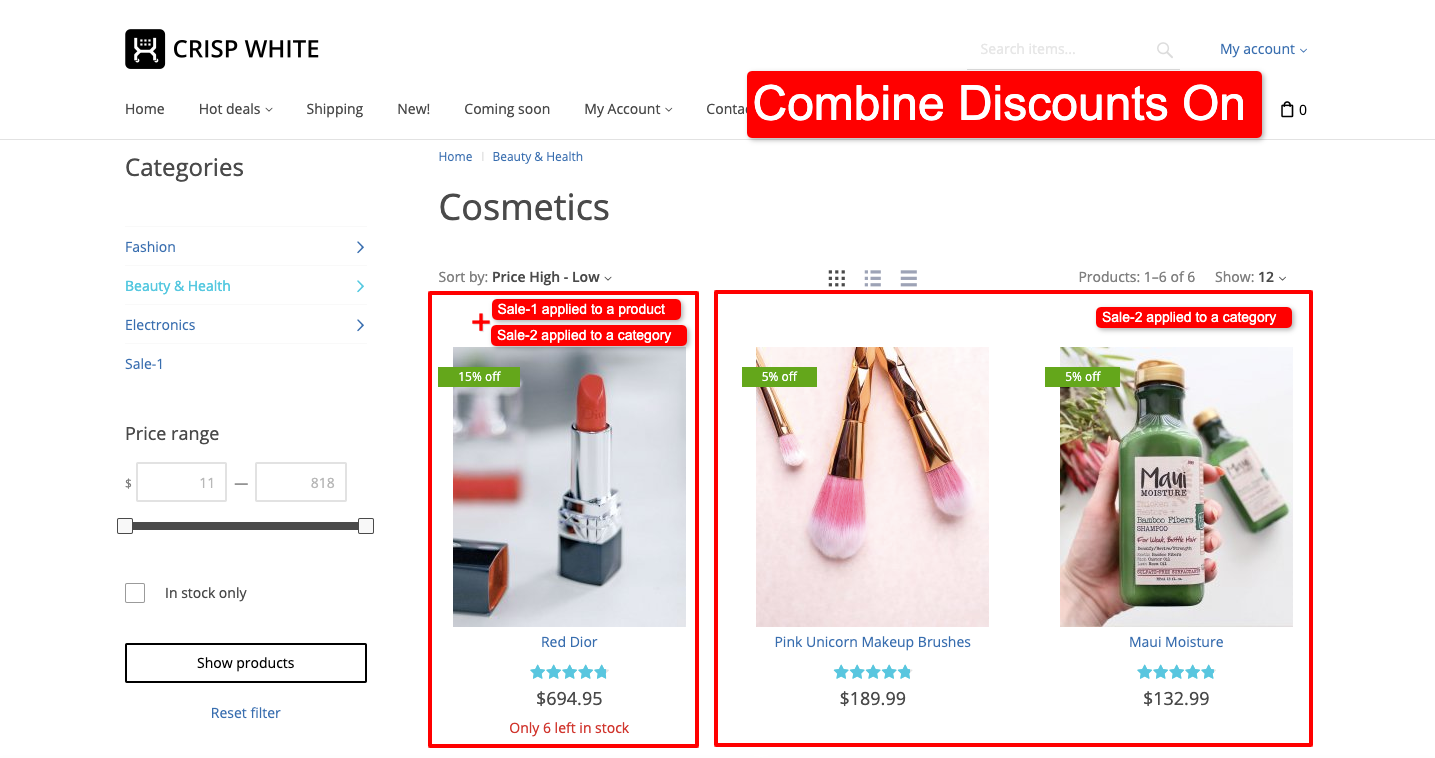 CRISP WHITE
Search items...
My account
Home
Hot deals
Shipping
New!
Coming soon
My Account
Combine Discounts On
0
Categories
Home
Beauty & Health
Cosmetics
Fashion
Beauty & Health
Electronics
Sale-1
Price range
$ 11 — 818
In stock only
Show products
Reset filter
Sort by: Price High - Low
Products: 1–6 of 6
Show: 12
Sale-1 applied to a product
+
Sale-2 applied to a category
Sale-2 applied to a category
15% off
Red Dior
$694.95
Only 6 left in stock
5% off
Pink Unicorn Makeup Brushes
$189.99
5% off
Maui
MOISTURE
Bamboo Fibers
SHAMPOO
For Weak, Brittle Hair
Maui Moisture
$132.99